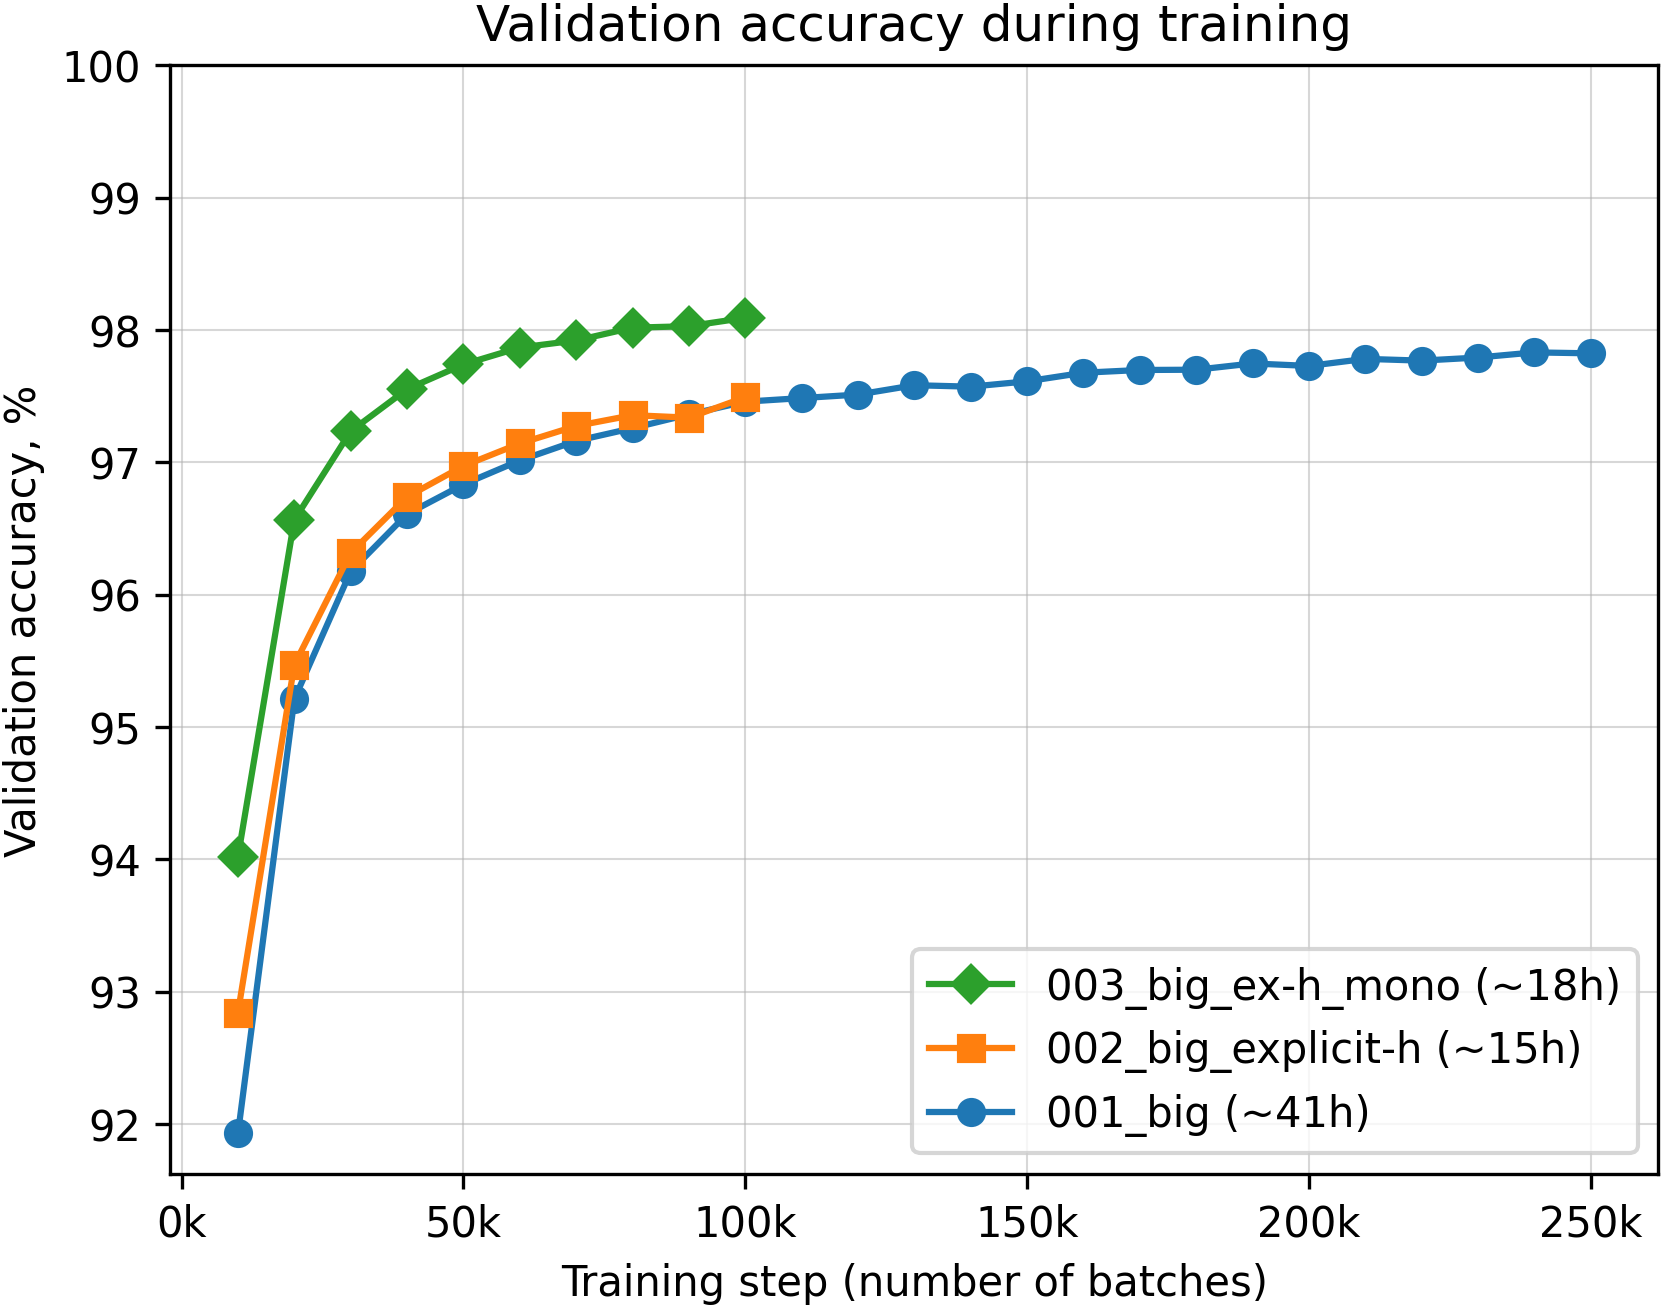 Validation accuracy during training
100
99
98
97
96
95
94
93
92
Validation accuracy, %
003_big_ex-h_mono (~18h)
002_big_explicit-h (~15h)
001_big (~41h)
0k 50k 100k 150k 200k 250k
Training step (number of batches)